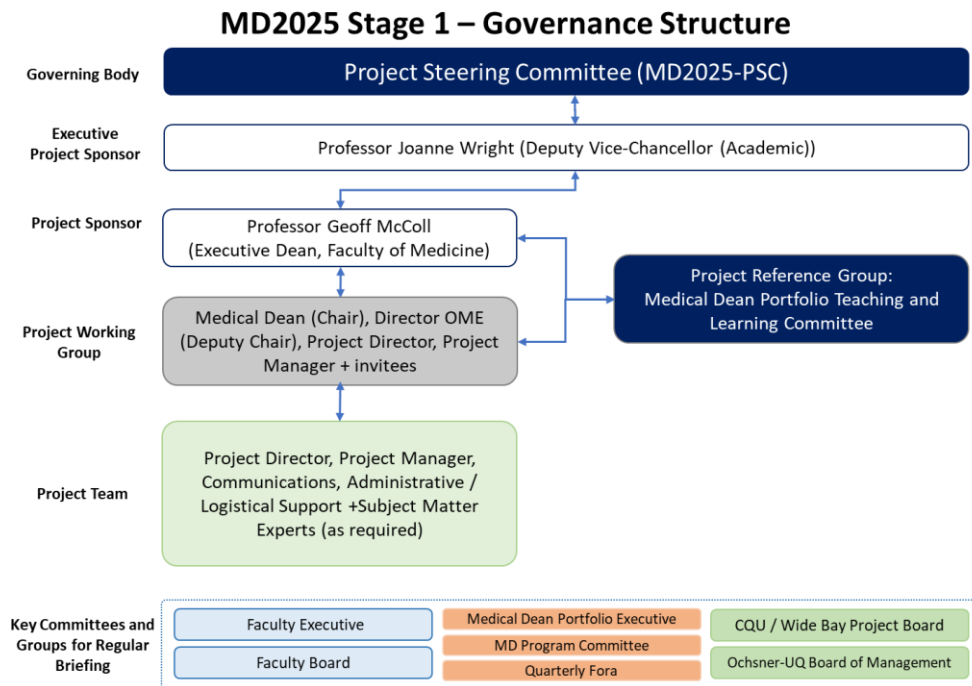 MD2025 Stage 1 – Governance Structure
Governing Body
Project Steering Committee (MD2025-PSC)
Executive
Project Sponsor
Professor Joanne Wright (Deputy Vice-Chancellor (Academic))
Project Sponsor
Professor Geoff McColl
(Executive Dean, Faculty of Medicine)
Project Reference Group:
Medical Dean Portfolio Teaching and
Learning Committee
Project Working
Group
Medical Dean (Chair), Director OME
(Deputy Chair), Project Director, Project
Manager + invitees
Project Team
Project Director, Project Manager,
Communications, Administrative /
Logistical Support +Subject Matter
Experts (as required)
Key Committees and
Groups for Regular
Briefing
Faculty Executive
Faculty Board
Medical Dean Portfolio Executive
MD Program Committee
Quarterly Fora
CQU / Wide Bay Project Board
Ochsner-UQ Board of Management